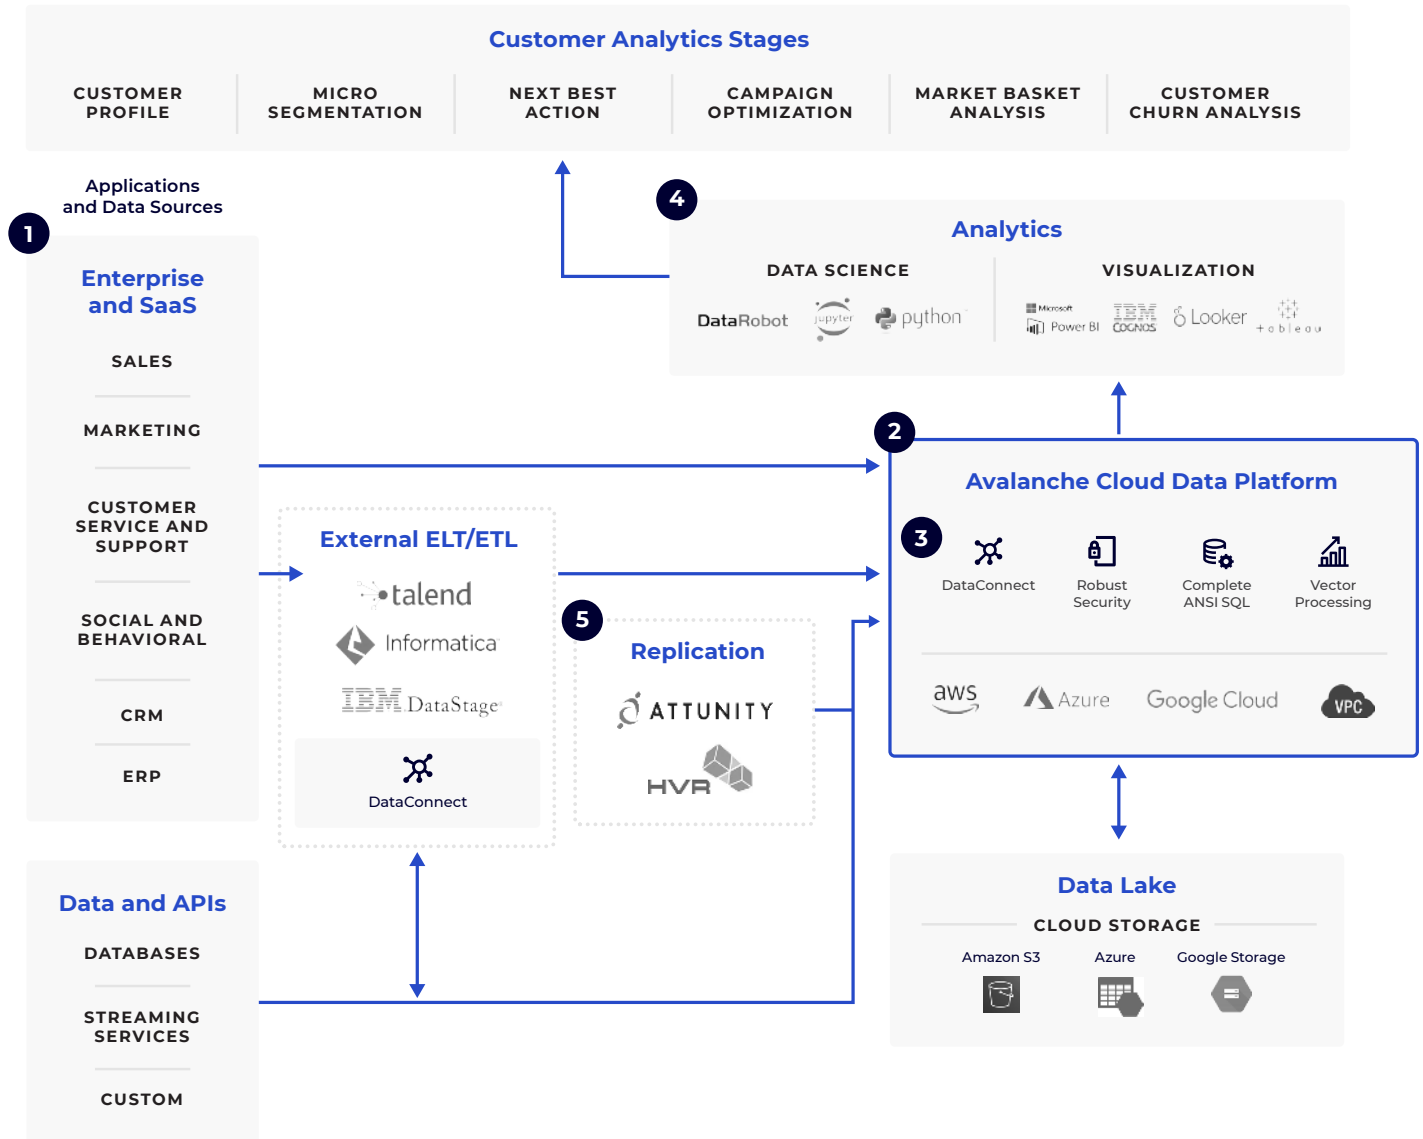 Customer Analytics Stages
CUSTOMER
PROFILE
MICRO
SEGMENTATION
NEXT BEST
ACTION
CAMPAIGN
OPTIMIZATION
MARKET BASKET
ANALYSIS
CUSTOMER
CHURN ANALYSIS
Applications
and Data Sources
1
Enterprise
and SaaS
SALES
MARKETING
CUSTOMER
SERVICE AND
SUPPORT
SOCIAL AND
BEHAVIORAL
CRM
ERP
Data and APIs
DATABASES
STREAMING
SERVICES
CUSTOM
External ELT/ETL
talend
Informatica
IBM DataStage
DataConnect
5
Replication
ATTUNITY
HVR
4
Analytics
DATA SCIENCE
DataRobot
jupyter
python
VISUALIZATION
Microsoft
Power BI
IBM
COGNOS
Looker
+ableau
2
Avalanche Cloud Data Platform
3
DataConnect
Robust
Security
Complete
ANSI SQL
Vector
Processing
aws
Azure
Google Cloud
VPC
Data Lake
CLOUD STORAGE
Amazon S3
Azure
Google Storage